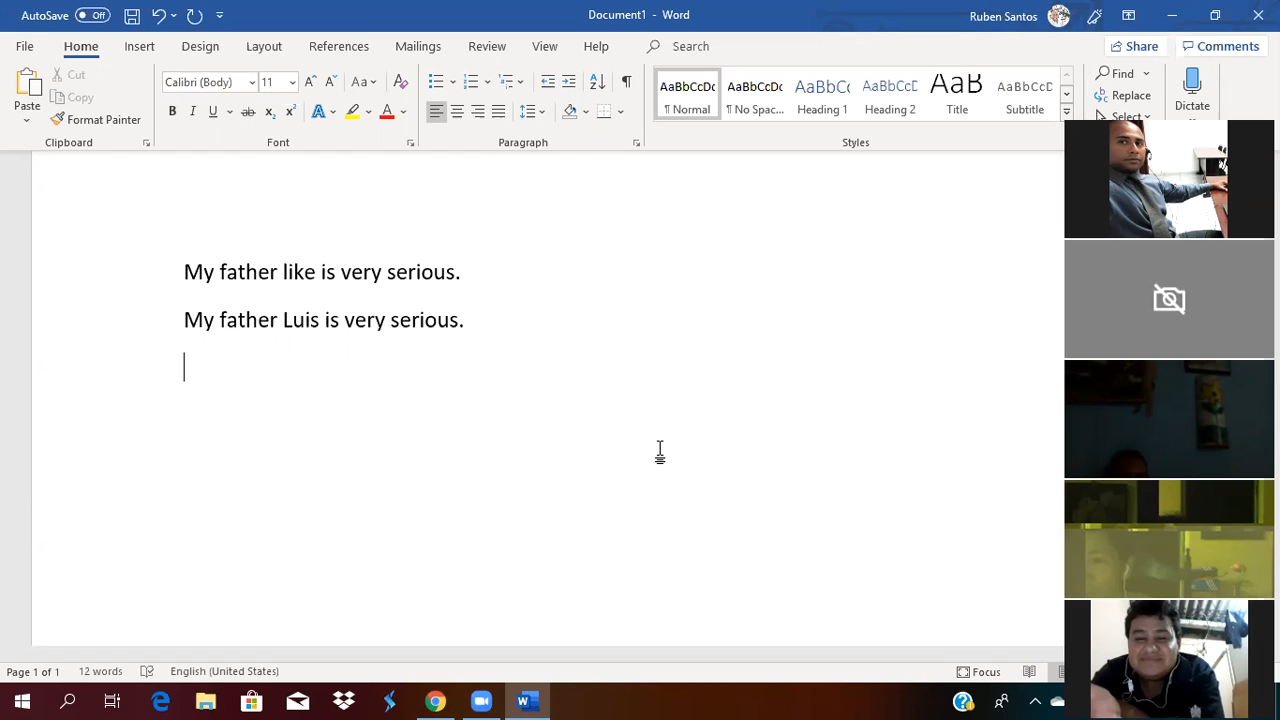 AutoSave Off Document1 - Word Ruben Santos
File Home Insert Design Layout References Mailings Review View Help Search Share Comments
Paste Cut Copy Format Painter
Calibri (Body) 11
AaBbCcDc AaBbCcDc AaBbCc AaBbCcD AaB AaBbCcD
¶ Normal ¶ No Spac... Heading 1 Heading 2 Title Subtitle
Find Replace Select Dictate
Clipboard Font Paragraph Styles
My father like is very serious.
My father Luis is very serious.
Page 1 of 1 12 words English (United States) Focus